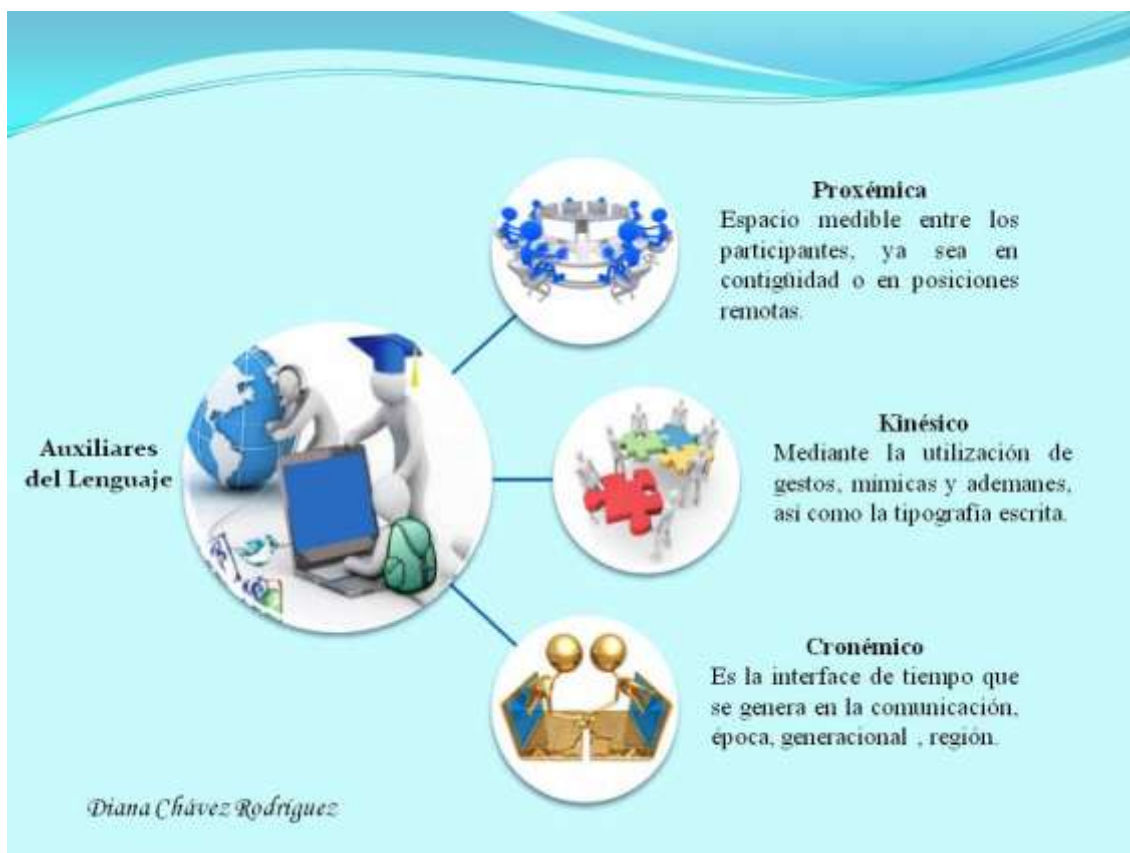 Proxémica
Espacio medible entre los
participantes, ya sea en
contigüidad o en posiciones
remotas.
Auxiliares
del Lenguaje
Kinésico
Mediante la utilización de
gestos, mímicas y ademanes,
asi como la tipografía escrita.
Cronémico
Es la interface de tiempo que
se genera en la comunicación,
época, generacional , región.
Diana Chávez Rodríguez